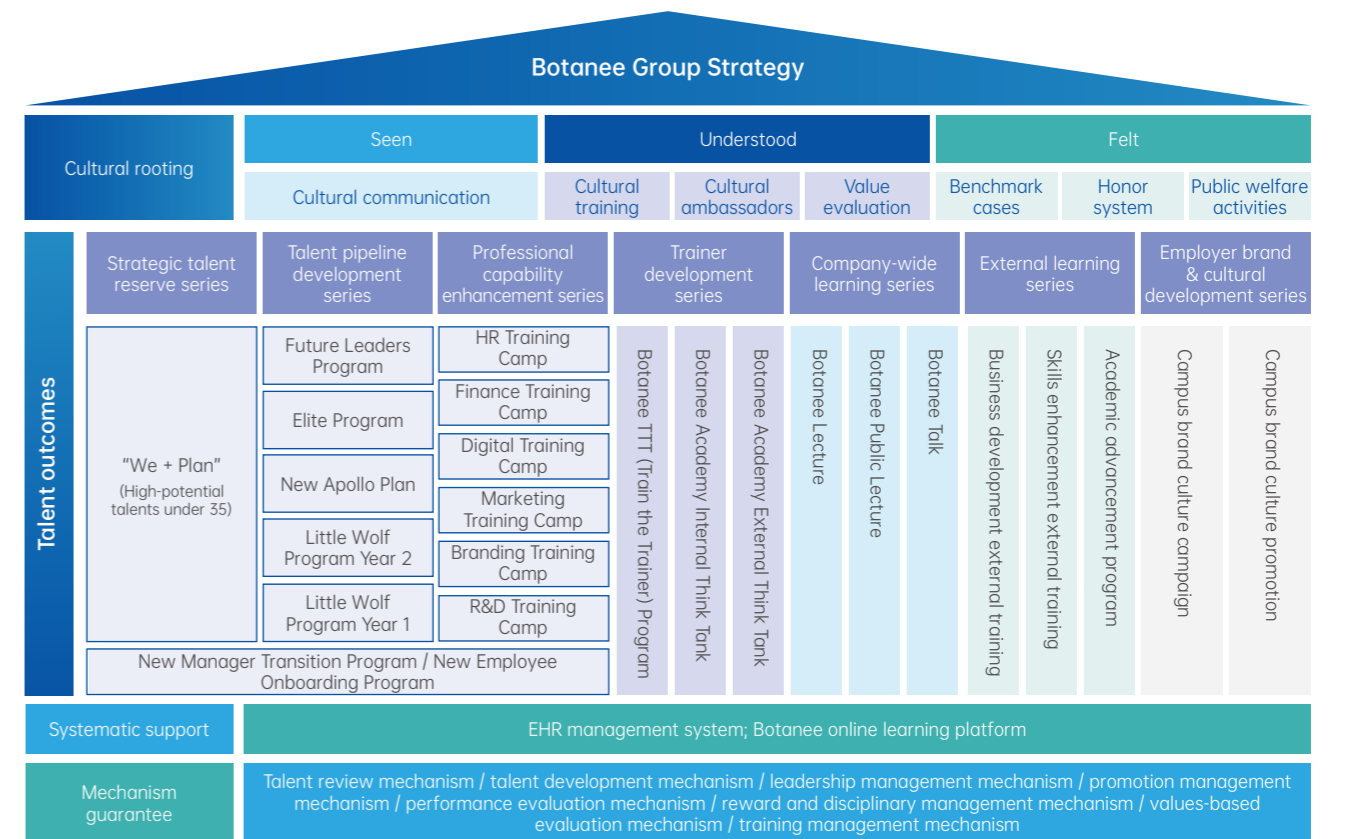 Botanee Group Strategy
Cultural rooting
Seen
Understood
Felt
Cultural communication
Cultural
training
Cultural
ambassadors
Value
evaluation
Benchmark
cases
Honor
system
Public welfare
activities
Talent outcomes
Strategic talent
reserve series
Talent pipeline
development
series
Professional
capability
enhancement series
Trainer
development
series
Company-wide
learning series
External learning
series
Employer brand
& cultural
development series
“We + Plan”
(High-potential
talents under 35)
Future Leaders
Program
Elite Program
New Apollo Plan
Little Wolf
Program Year 2
Little Wolf
Program Year 1
HR Training
Camp
Finance Training
Camp
Digital Training
Camp
Marketing
Training Camp
Branding Training
Camp
R&D Training
Camp
New Manager Transition Program / New Employee
Onboarding Program
Botanee TTT (Train the Trainer) Program
Botanee Academy Internal Think Tank
Botanee Academy External Think Tank
Botanee Lecture
Botanee Public Lecture
Botanee Talk
Business development external training
Skills enhancement external training
Academic advancement program
Campus brand culture campaign
Campus brand culture promotion
Systematic support
EHR management system; Botanee online learning platform
Mechanism
guarantee
Talent review mechanism / talent development mechanism / leadership management mechanism / promotion management
mechanism / performance evaluation mechanism / reward and disciplinary management mechanism / values-based
evaluation mechanism / training management mechanism